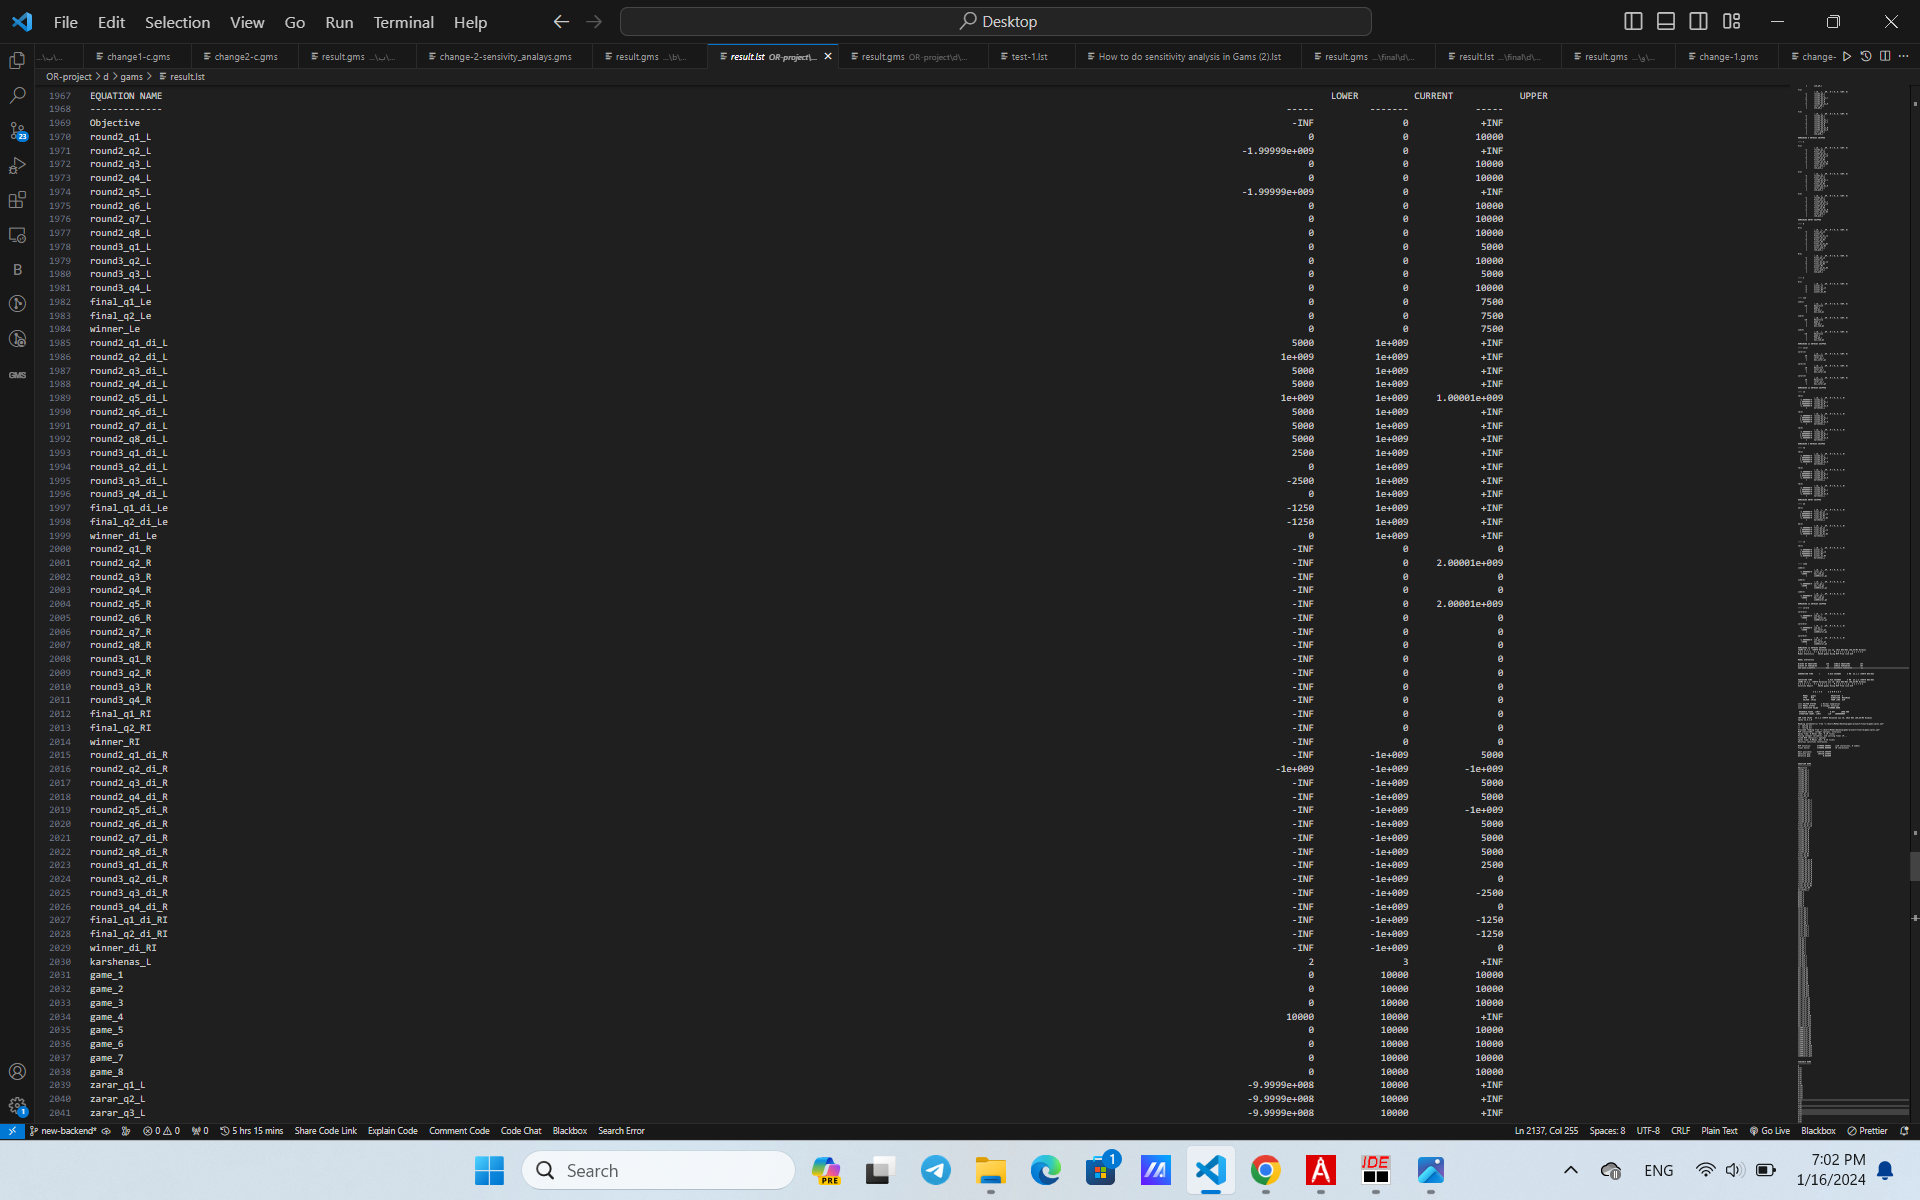 File Edit Selection View Go Run Terminal Help Desktop
change1-c.gms change2-c.gms result.gms change-2-sensivity_analays.gms result.gms ...\b\... result.lst OR-project\... result.gms OR-project\d\... test-1.lst How to do sensitivity analysis in Gams (2).lst result.gms ...\final\d\... result.lst ...\final\d\... result.gms change-1.gms change-
OR-project > d > gams > result.lst
1967 EQUATION NAME LOWER CURRENT UPPER
1968 ------------- ----- ------- -----
1969 Objective -INF 0 +INF
1970 round2_q1_L 0 0 10000
1971 round2_q2_L -1.99999e+009 0 +INF
1972 round2_q3_L 0 0 10000
1973 round2_q4_L 0 0 10000
1974 round2_q5_L -1.99999e+009 0 +INF
1975 round2_q6_L 0 0 10000
1976 round2_q7_L 0 0 10000
1977 round2_q8_L 0 0 10000
1978 round3_q1_L 0 0 5000
1979 round3_q2_L 0 0 10000
1980 round3_q3_L 0 0 5000
1981 round3_q4_L 0 0 10000
1982 final_q1_Le 0 0 7500
1983 final_q2_Le 0 0 7500
1984 winner_Le 0 0 7500
1985 round2_q1_di_L 5000 1e+009 +INF
1986 round2_q2_di_L 1e+009 1e+009 +INF
1987 round2_q3_di_L 5000 1e+009 +INF
1988 round2_q4_di_L 5000 1e+009 +INF
1989 round2_q5_di_L 1e+009 1e+009 1.00001e+009
1990 round2_q6_di_L 5000 1e+009 +INF
1991 round2_q7_di_L 5000 1e+009 +INF
1992 round2_q8_di_L 5000 1e+009 +INF
1993 round3_q1_di_L 2500 1e+009 +INF
1994 round3_q2_di_L 0 1e+009 +INF
1995 round3_q3_di_L -2500 1e+009 +INF
1996 round3_q4_di_L 0 1e+009 +INF
1997 final_q1_di_Le -1250 1e+009 +INF
1998 final_q2_di_Le -1250 1e+009 +INF
1999 winner_di_Le 0 1e+009 +INF
2000 round2_q1_R -INF 0 0
2001 round2_q2_R -INF 0 2.00001e+009
2002 round2_q3_R -INF 0 0
2003 round2_q4_R -INF 0 0
2004 round2_q5_R -INF 0 2.00001e+009
2005 round2_q6_R -INF 0 0
2006 round2_q7_R -INF 0 0
2007 round2_q8_R -INF 0 0
2008 round3_q1_R -INF 0 0
2009 round3_q2_R -INF 0 0
2010 round3_q3_R -INF 0 0
2011 round3_q4_R -INF 0 0
2012 final_q1_RI -INF 0 0
2013 final_q2_RI -INF 0 0
2014 winner_RI -INF 0 0
2015 round2_q1_di_R -INF -1e+009 5000
2016 round2_q2_di_R -1e+009 -1e+009 -1e+009
2017 round2_q3_di_R -INF -1e+009 5000
2018 round2_q4_di_R -INF -1e+009 5000
2019 round2_q5_di_R -INF -1e+009 -1e+009
2020 round2_q6_di_R -INF -1e+009 5000
2021 round2_q7_di_R -INF -1e+009 5000
2022 round2_q8_di_R -INF -1e+009 5000
2023 round3_q1_di_R -INF -1e+009 2500
2024 round3_q2_di_R -INF -1e+009 0
2025 round3_q3_di_R -INF -1e+009 -2500
2026 round3_q4_di_R -INF -1e+009 0
2027 final_q1_di_RI -INF -1e+009 -1250
2028 final_q2_di_RI -INF -1e+009 -1250
2029 winner_di_RI -INF -1e+009 0
2030 karshenas_L 2 3 +INF
2031 game_1 0 10000 10000
2032 game_2 0 10000 10000
2033 game_3 0 10000 10000
2034 game_4 10000 10000 +INF
2035 game_5 0 10000 10000
2036 game_6 0 10000 10000
2037 game_7 0 10000 10000
2038 game_8 0 10000 10000
2039 zarar_q1_L -9.9999e+008 10000 +INF
2040 zarar_q2_L -9.9999e+008 10000 +INF
2041 zarar_q3_L -9.9999e+008 10000 +INF
23
B
GMS
1
new-backend* 0 0 0 5 hrs 15 mins Share Code Link Explain Code Comment Code Code Chat Blackbox Search Error Ln 2137, Col 255 Spaces: 8 UTF-8 CRLF Plain Text Go Live Blackbox Prettier
Search PRE 1 IDE ENG 7:02 PM
1/16/2024